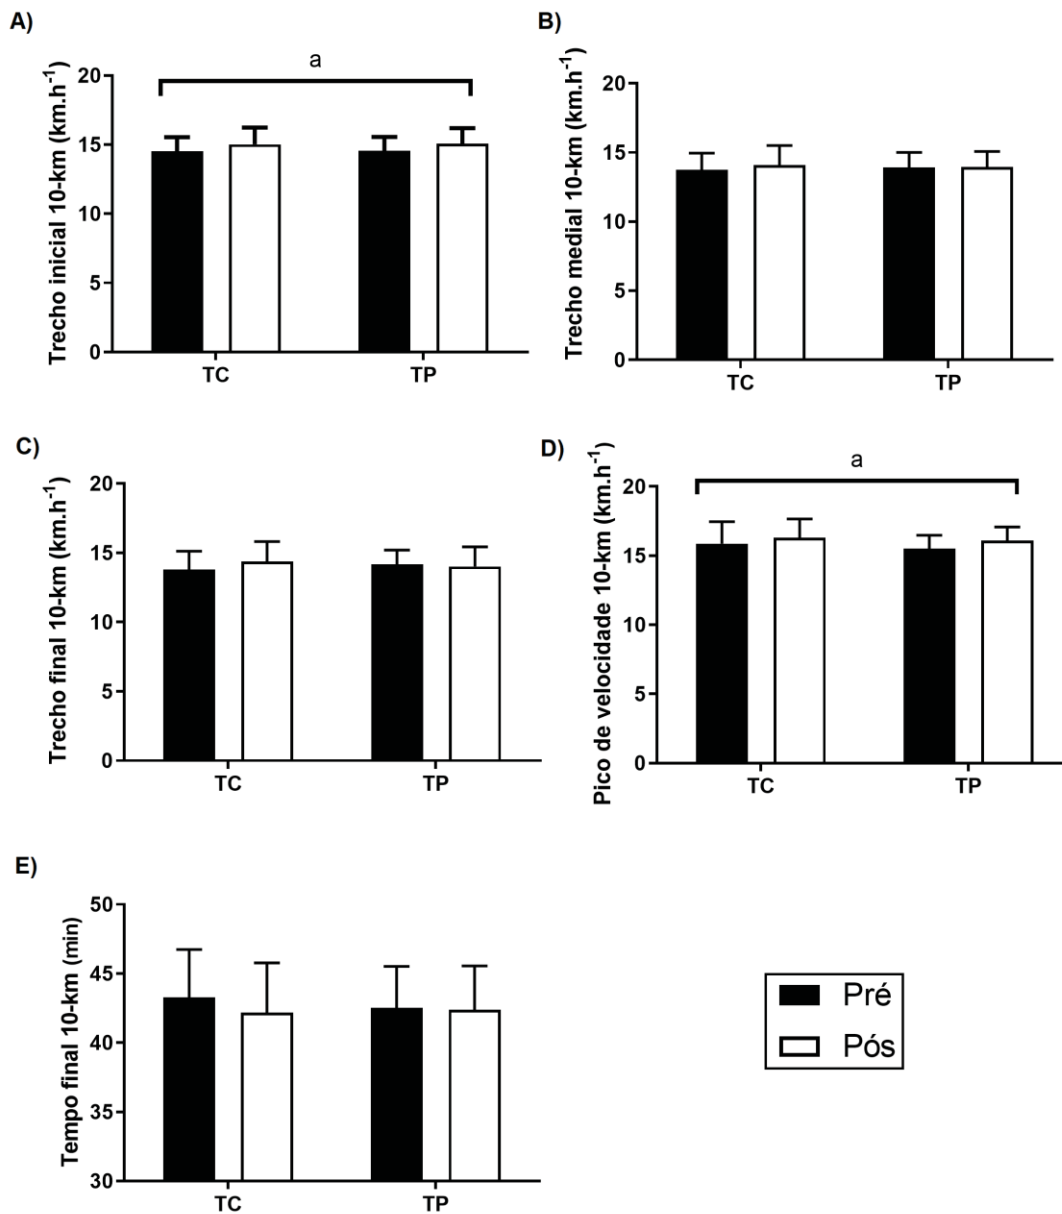 A)
a
Trecho inicial 10-km (km.h-1)
20
15
10
5
0
TC
TP
B)
Trecho medial 10-km (km.h-1)
20
15
10
5
0
TC
TP
C)
Trecho final 10-km (km.h-1)
20
15
10
5
0
TC
TP
D)
a
Pico de velocidade 10-km (km.h-1)
20
15
10
5
0
TC
TP
E)
Tempo final 10-km (min)
50
45
40
35
30
TC
TP
Pré
Pós